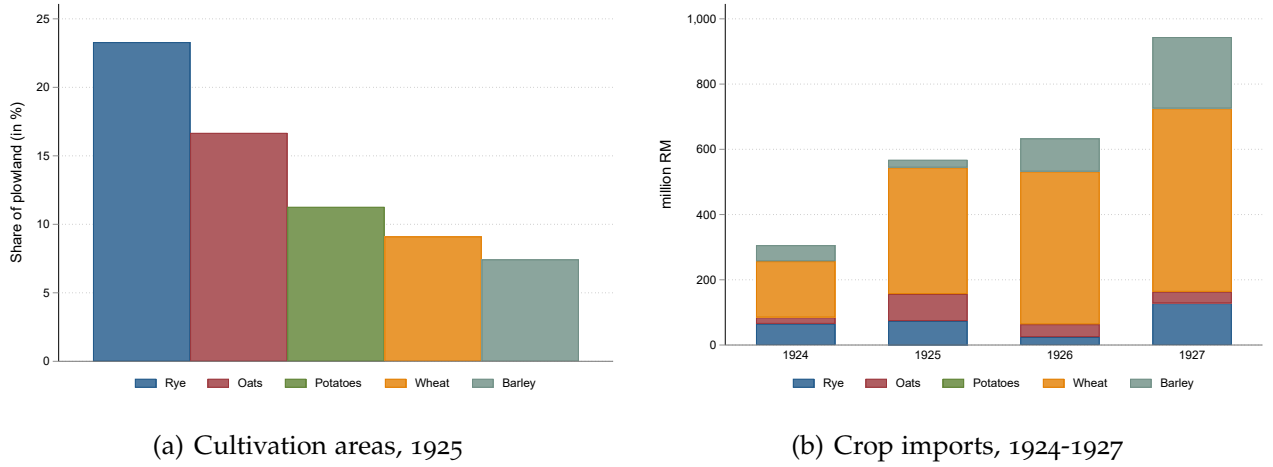 25
20
15
10
5
0
Share of plowland (in %)
Rye Oats Potatoes Wheat Barley
(a) Cultivation areas, 1925
1,000
800
600
400
200
0
million RM
1924 1925 1926 1927
Rye Oats Potatoes Wheat Barley
(b) Crop imports, 1924-1927